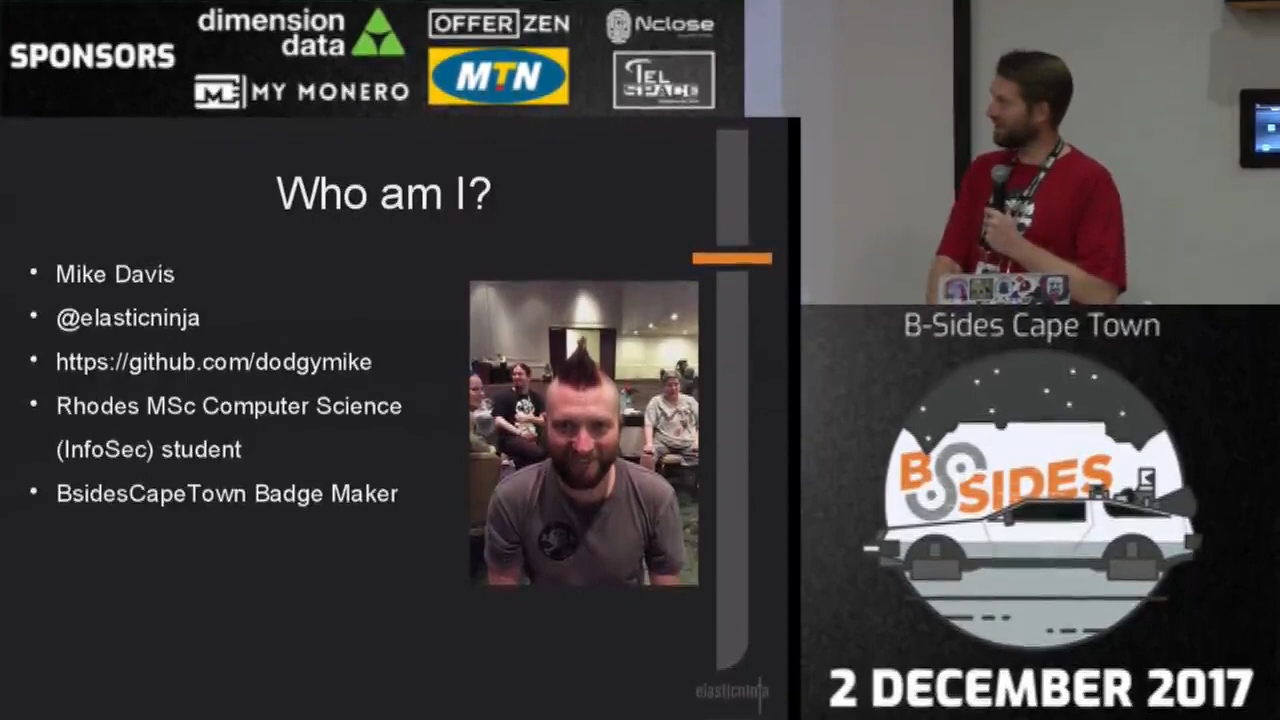 SPONSORS
dimension
data
OFFERZEN
Nclose
MY MONERO
MTN
TEL
SPACE
Who am I?
• Mike Davis
• @elasticninja
• https://github.com/dodgymike
• Rhodes MSc Computer Science
(InfoSec) student
• BsidesCapeTown Badge Maker
elasticninja
B-Sides Cape Town
BSIDES
2 DECEMBER 2017